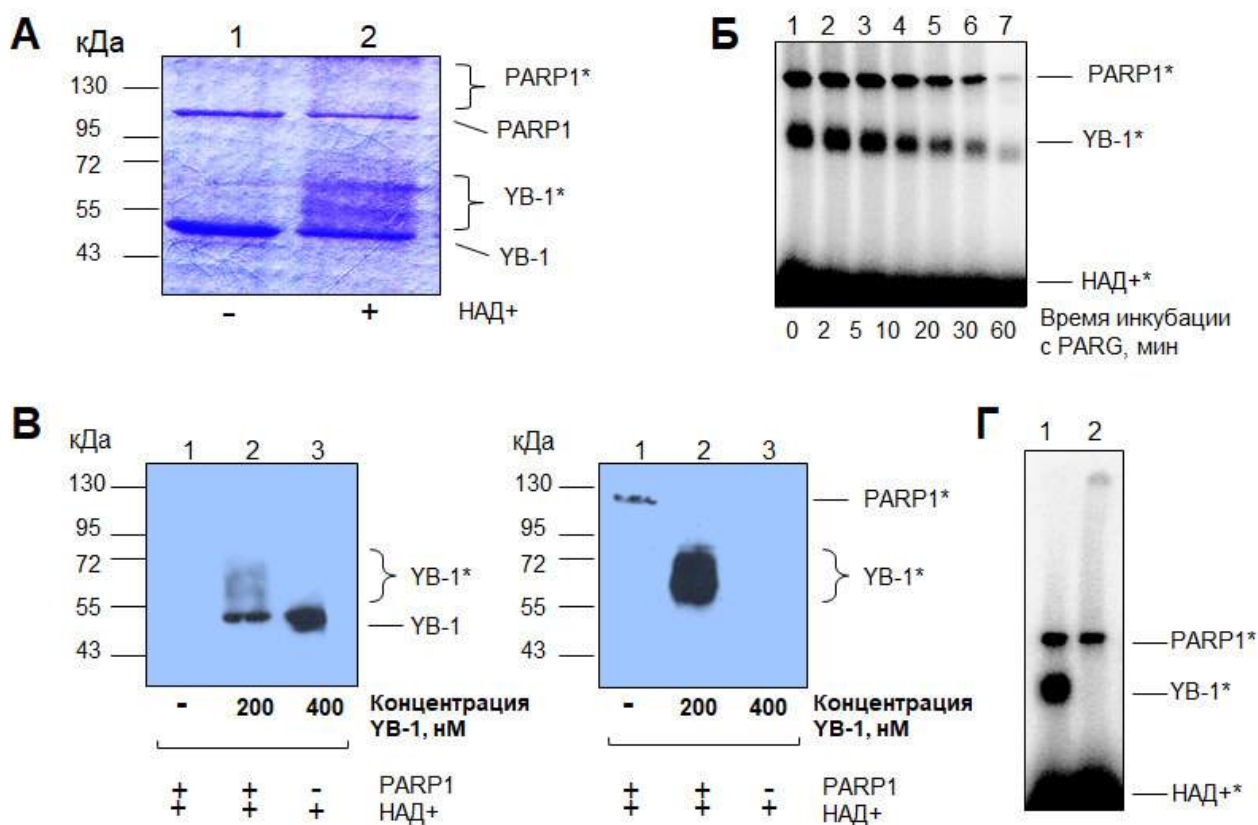 А
кДа
1 2
130
95
72
55
43
PARP1*
PARP1
YB-1*
YB-1
- + НАД+
Б
1 2 3 4 5 6 7
PARP1*
YB-1*
НАД+*
0 2 5 10 20 30 60 Время инкубации
с PARG, мин
В
кДа
1 2 3
130
95
72
55
43
YB-1*
YB-1
- 200 400 Концентрация
YB-1, нМ
+ + - PARP1
+ + + НАД+
кДа
1 2 3
130
95
72
55
43
PARP1*
YB-1*
- 200 400 Концентрация
YB-1, нМ
+ + - PARP1
+ + + НАД+
Г
1 2
PARP1*
YB-1*
НАД+*